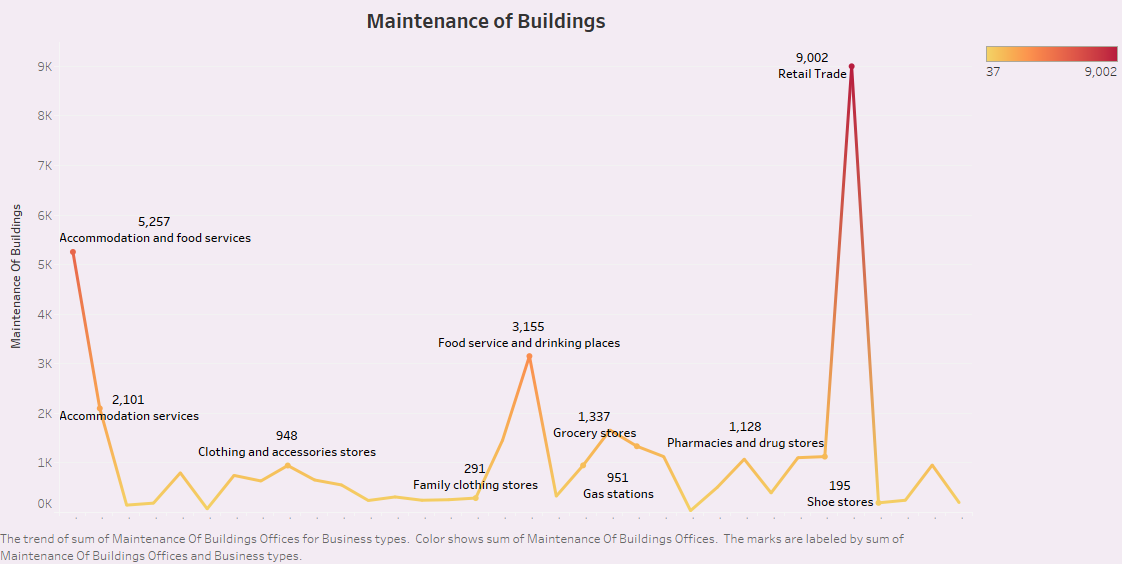 Maintenance of Buildings
9,002
Retail Trade
37
9,002
9K
8K
7K
6K
5K
4K
3K
2K
1K
0K
Maintenance Of Buildings
5,257
Accommodation and food services
2,101
Accommodation services
948
Clothing and accessories stores
291
Family clothing stores
3,155
Food service and drinking places
1,337
Grocery stores
951
Gas stations
1,128
Pharmacies and drug stores
195
Shoe stores
The trend of sum of Maintenance Of Buildings Offices for Business types. Color shows sum of Maintenance Of Buildings Offices. The marks are labeled by sum of
Maintenance Of Buildings Offices and Business types.